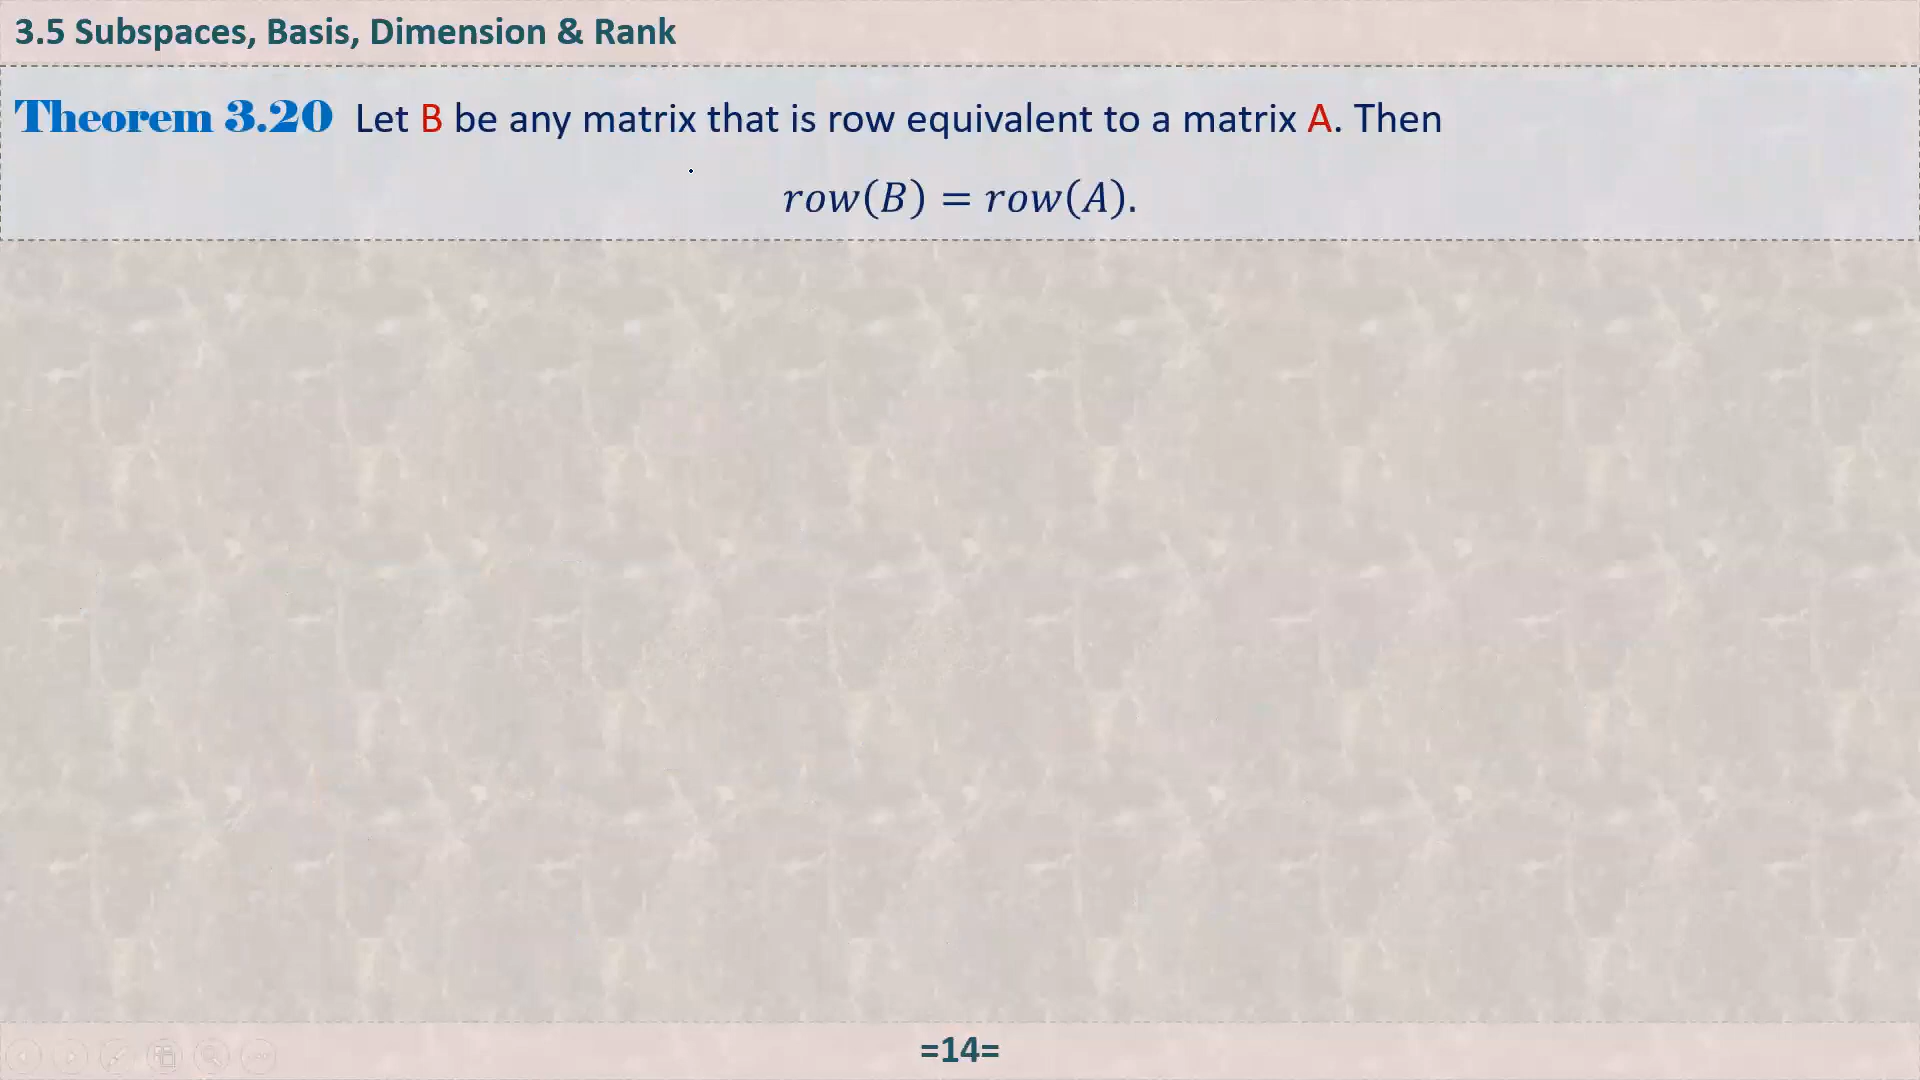 3.5 Subspaces, Basis, Dimension & Rank
Theorem 3.20 Let B be any matrix that is row equivalent to a matrix A. Then
row(B) = row(A).
=14=